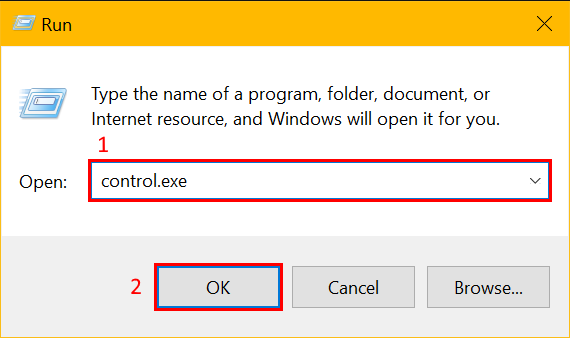 Run
Type the name of a program, folder, document, or
Internet resource, and Windows will open it for you.
1
Open:
control.exe
2
OK
Cancel
Browse...